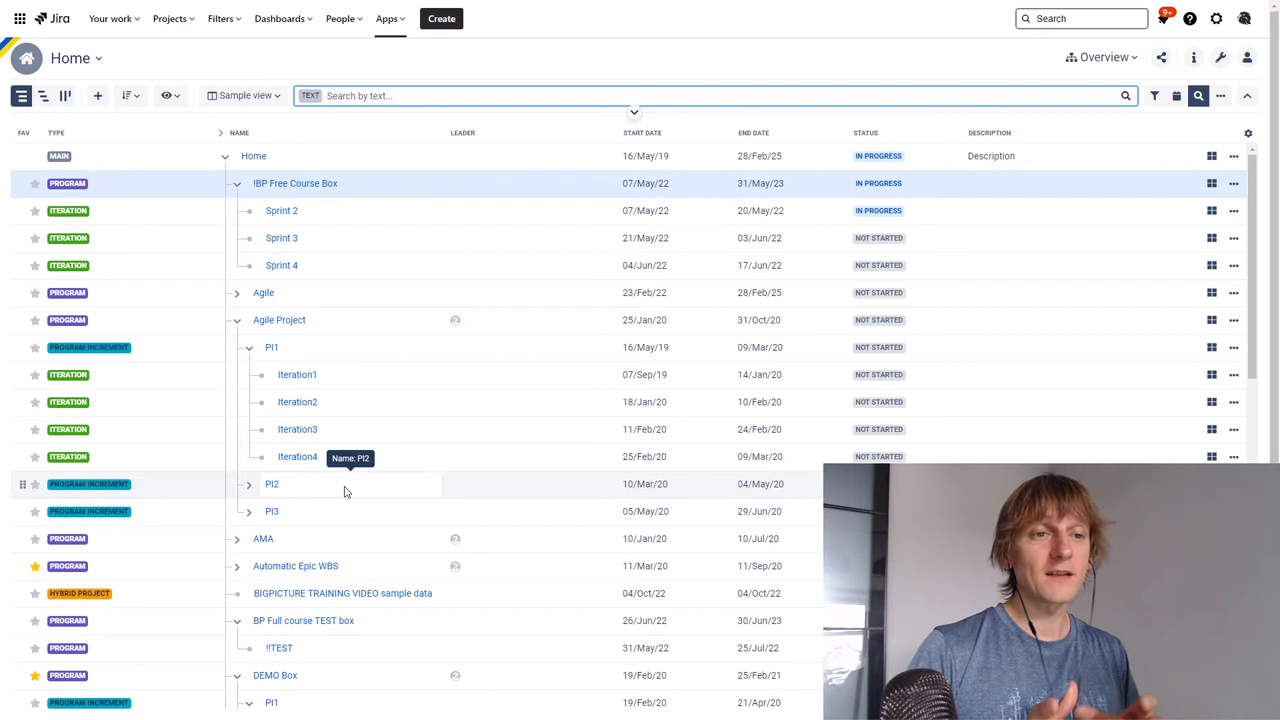 Jira Your work Projects Filters Dashboards People Apps Create Search 9+
Home Overview
Sample view TEXT Search by text...
FAV TYPE NAME LEADER START DATE END DATE STATUS DESCRIPTION
MAIN Home 16/May/19 28/Feb/25 IN PROGRESS Description
PROGRAM !BP Free Course Box 07/May/22 31/May/23 IN PROGRESS
ITERATION Sprint 2 07/May/22 20/May/22 IN PROGRESS
ITERATION Sprint 3 21/May/22 03/Jun/22 NOT STARTED
ITERATION Sprint 4 04/Jun/22 17/Jun/22 NOT STARTED
PROGRAM Agile 23/Feb/22 28/Feb/25 NOT STARTED
PROGRAM Agile Project 25/Jan/20 31/Oct/20 NOT STARTED
PROGRAM INCREMENT PI1 16/May/19 09/Mar/20 NOT STARTED
ITERATION Iteration1 07/Sep/19 14/Jan/20 NOT STARTED
ITERATION Iteration2 18/Jan/20 10/Feb/20 NOT STARTED
ITERATION Iteration3 11/Feb/20 24/Feb/20 NOT STARTED
ITERATION Iteration4 25/Feb/20 09/Mar/20 NOT STARTED
Name: PI2
PROGRAM INCREMENT PI2 10/Mar/20 04/May/20
PROGRAM INCREMENT PI3 05/May/20 29/Jun/20
PROGRAM AMA 10/Jan/20 10/Jul/20
PROGRAM Automatic Epic WBS 11/Mar/20 11/Sep/20
HYBRID PROJECT BIGPICTURE TRAINING VIDEO sample data 04/Oct/22 04/Oct/22
PROGRAM BP Full course TEST box 26/Jun/22 30/Jun/23
PROGRAM !!TEST 31/May/22 25/Jul/22
PROGRAM DEMO Box 19/Feb/20 31/Aug/20
PROGRAM INCREMENT PI1 19/Feb/20 21/Apr/20